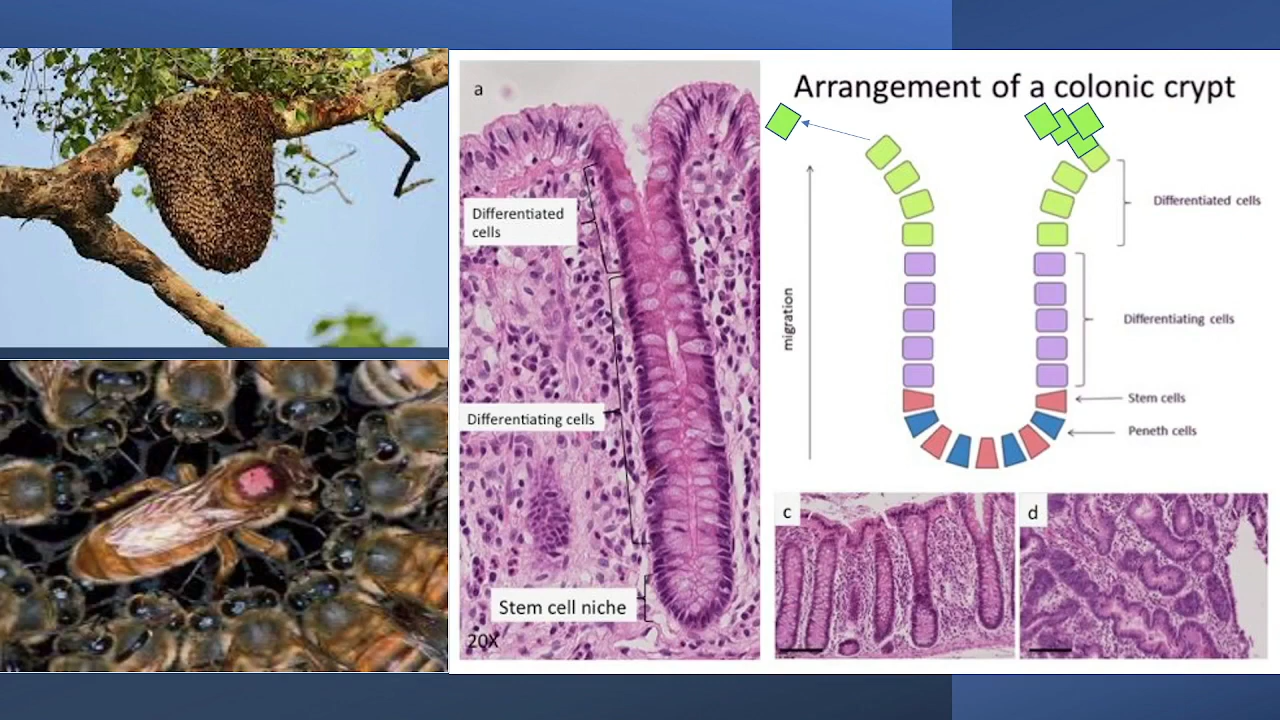 a
Differentiated
cells
Differentiating cells
Stem cell niche
20X
Arrangement of a colonic crypt
migration
Differentiated cells
Differentiating cells
Stem cells
Peneth cells
c
d